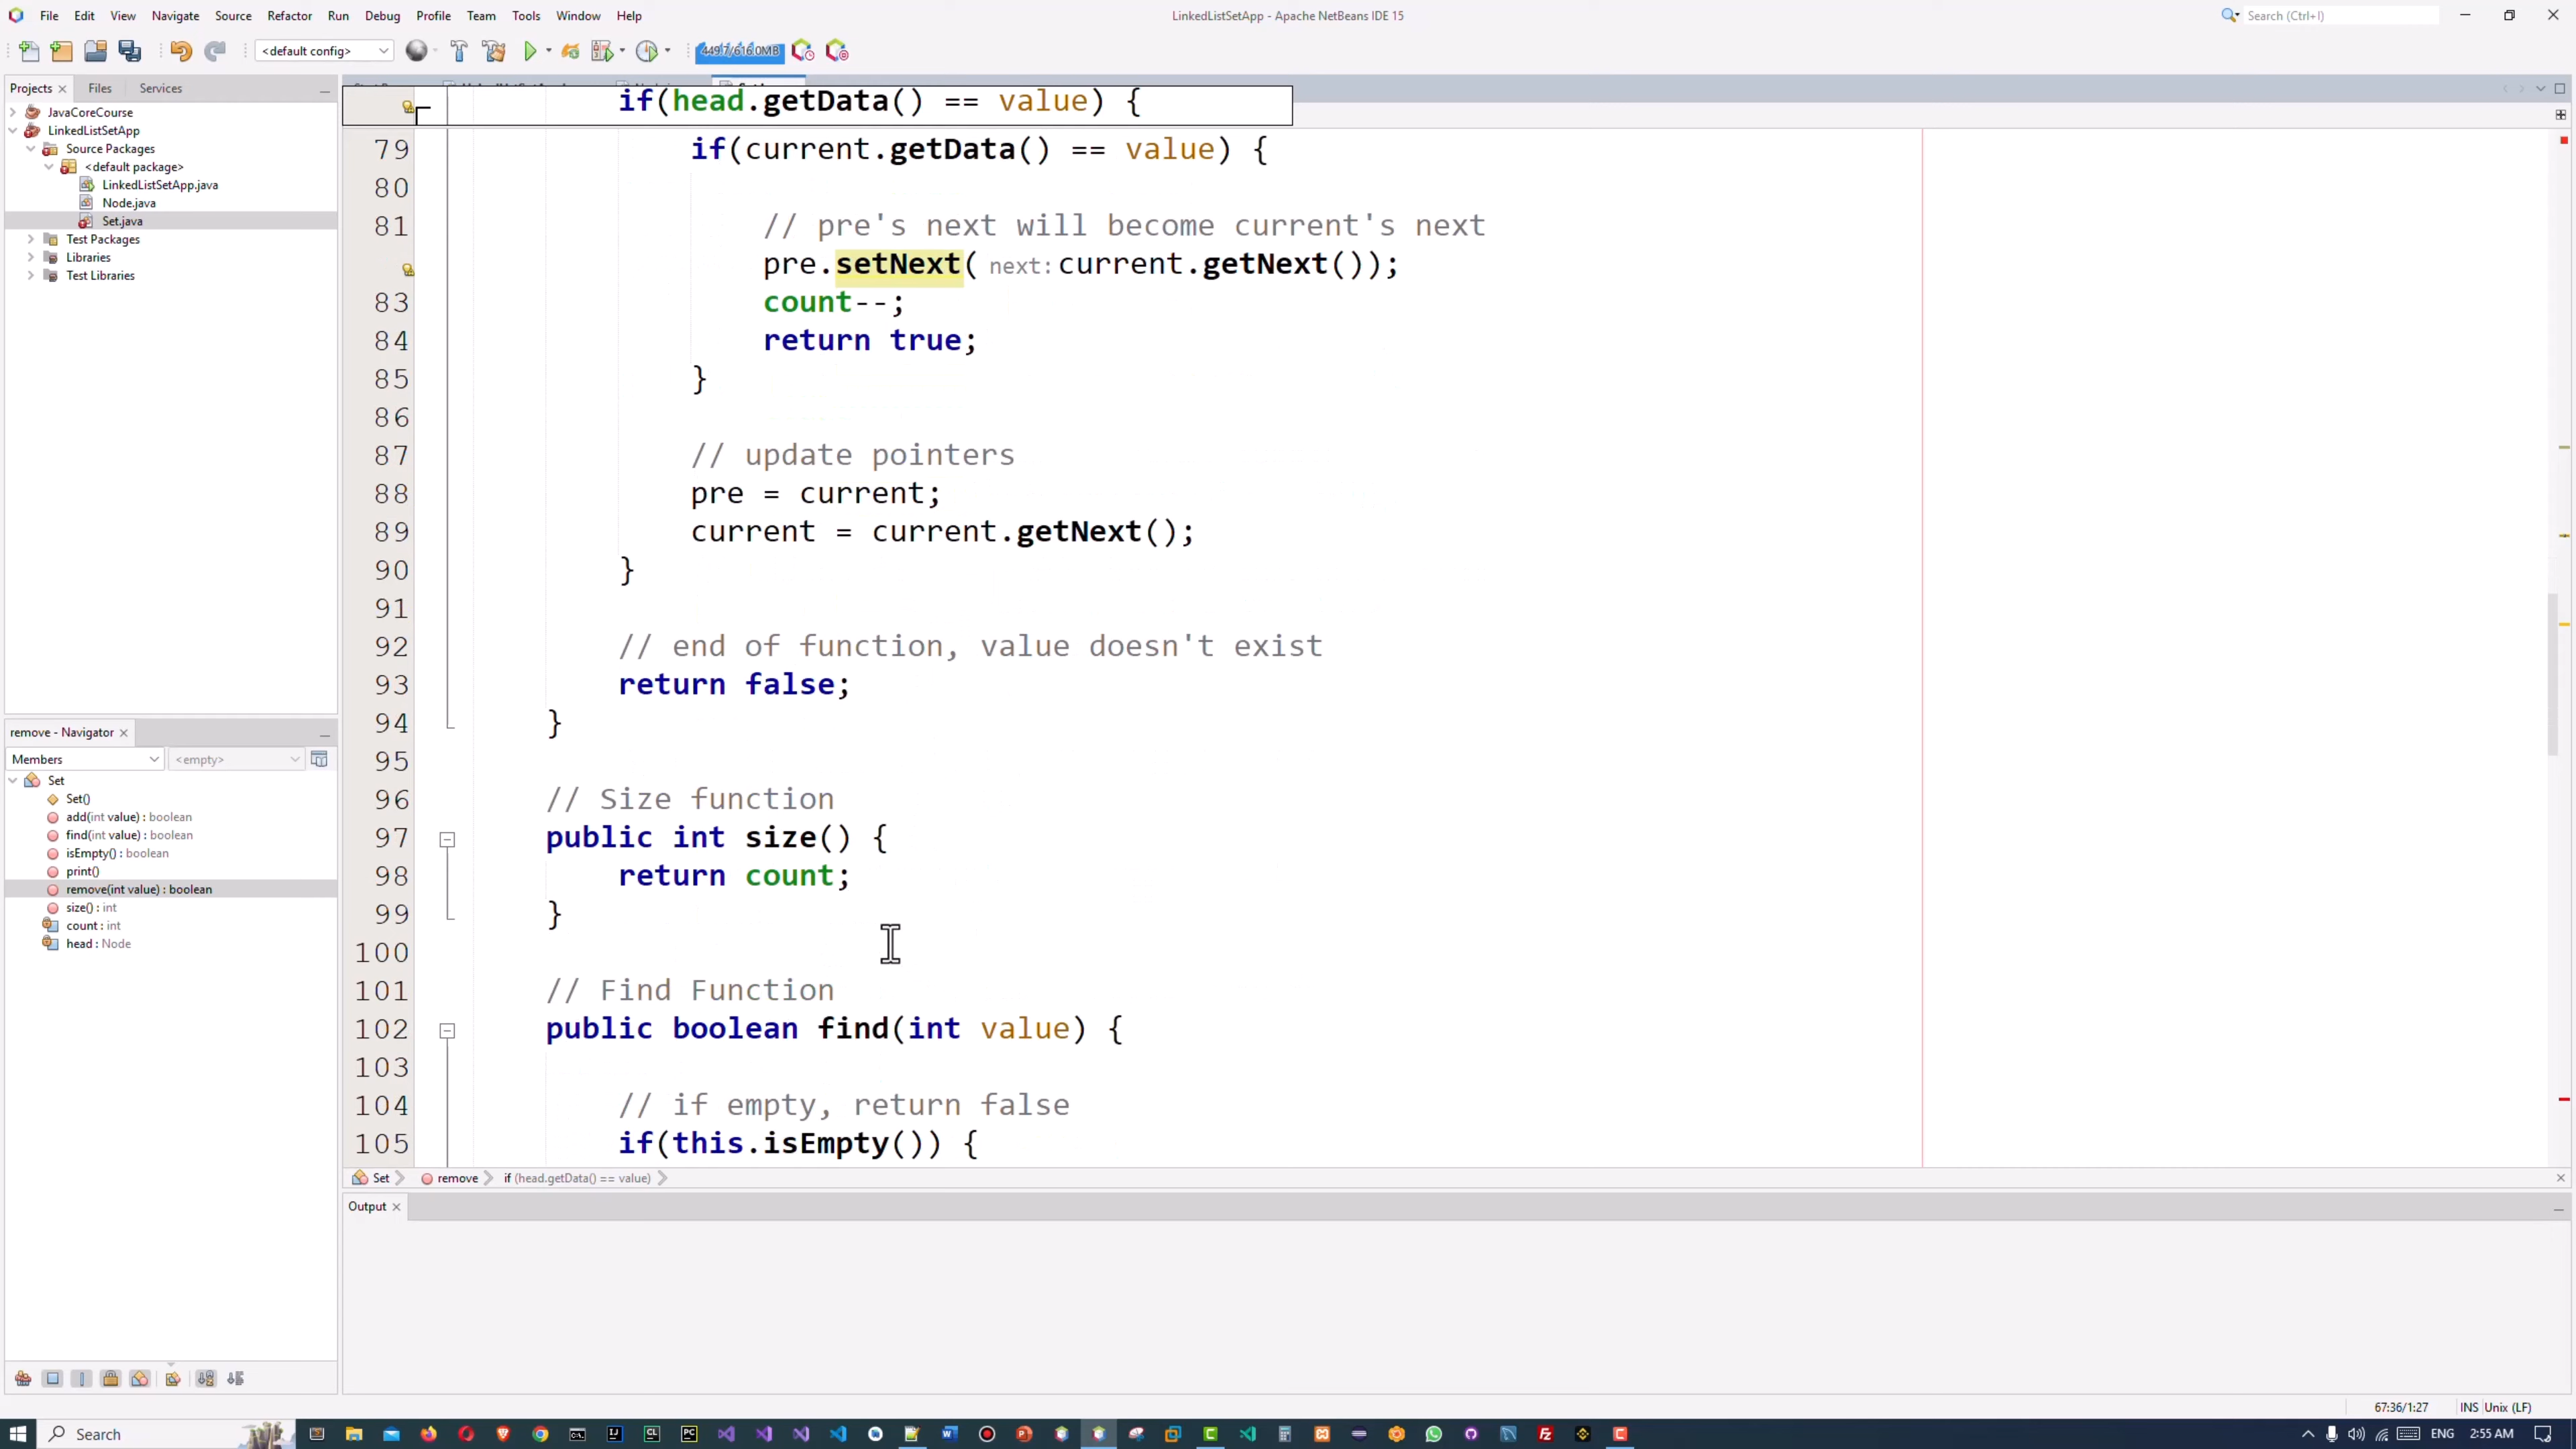 File Edit View Navigate Source Refactor Run Debug Profile Team Tools Window Help
LinkedListSetApp - Apache NetBeans IDE 15
Search (Ctrl+I)
<default config>
449.7/616.0MB
Projects Files Services
JavaCoreCourse
LinkedListSetApp
Source Packages
<default package>
LinkedListSetApp.java
Node.java
Set.java
Test Packages
Libraries
Test Libraries
if(head.getData() == value) {
79 if(current.getData() == value) {
80
81 // pre's next will become current's next
pre.setNext( next: current.getNext());
83 count--;
84 return true;
85 }
86
87 // update pointers
88 pre = current;
89 current = current.getNext();
90 }
91
92 // end of function, value doesn't exist
93 return false;
94 }
95
96 // Size function
97 public int size() {
98 return count;
99 }
100
101 // Find Function
102 public boolean find(int value) {
103
104 // if empty, return false
105 if(this.isEmpty()) {
remove - Navigator
Members <empty>
Set
Set()
add(int value) : boolean
find(int value) : boolean
isEmpty() : boolean
print()
remove(int value) : boolean
size() : int
count : int
head : Node
Set remove if (head.getData() == value)
Output
67:36/1:27 INS Unix (LF)
Search
ENG 2:55 AM